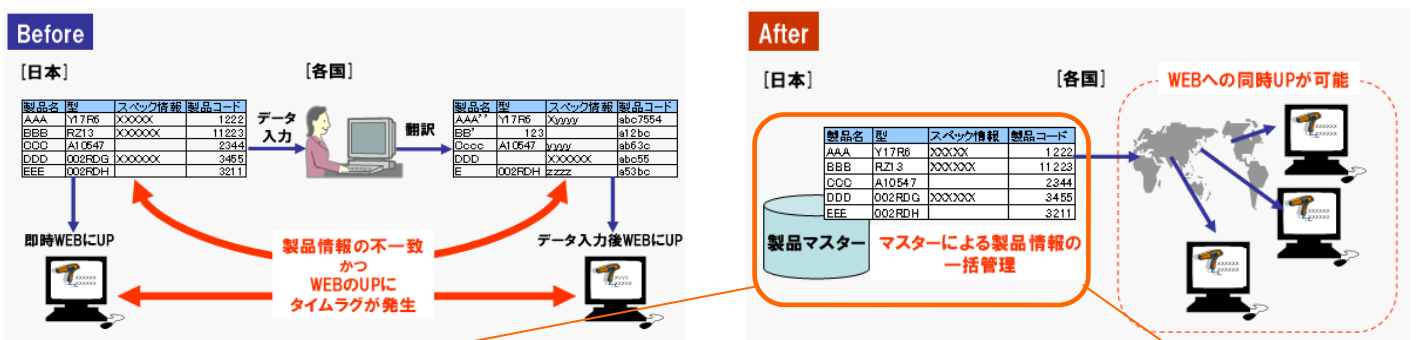 Before
[日本]
[各国]
製品名 型 スペック情報 製品コード
AAA Y17R6 XXXXX 1222
BBB RZ13 XXXXXX 11223
CCC A10547 2344
DDD 002RDG XXXXXX 3455
EEE 002RDH 3211
データ
入力
翻訳
製品名 型 スペック情報 製品コード
AAA'' Y17R6 Xyyyy abc7554
BB' 123 a12bc
Cccc A10547 yyyy ab63c
DDD XXXXXX abc55
E 002RDH zzzz a53bc
即時WEBにUP
製品情報の不一致
かつ
WEBのUPに
タイムラグが発生
データ入力後WEBにUP
After
[日本]
[各国]
WEBへの同時UPが可能
製品名 型 スペック情報 製品コード
AAA Y17R6 XXXXX 1222
BBB RZ13 XXXXXX 11223
CCC A10547 2344
DDD 002RDG XXXXXX 3455
EEE 002RDH 3211
製品マスター
マスターによる製品情報の
一括管理